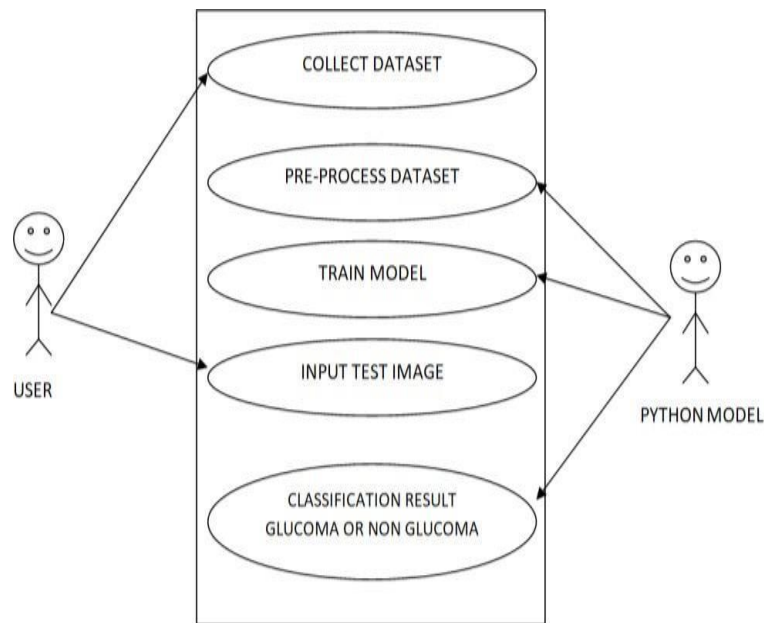 COLLECT DATASET
PRE-PROCESS DATASET
TRAIN MODEL
INPUT TEST IMAGE
USER
PYTHON MODEL
CLASSIFICATION RESULT
GLUCOMA OR NON GLUCOMA